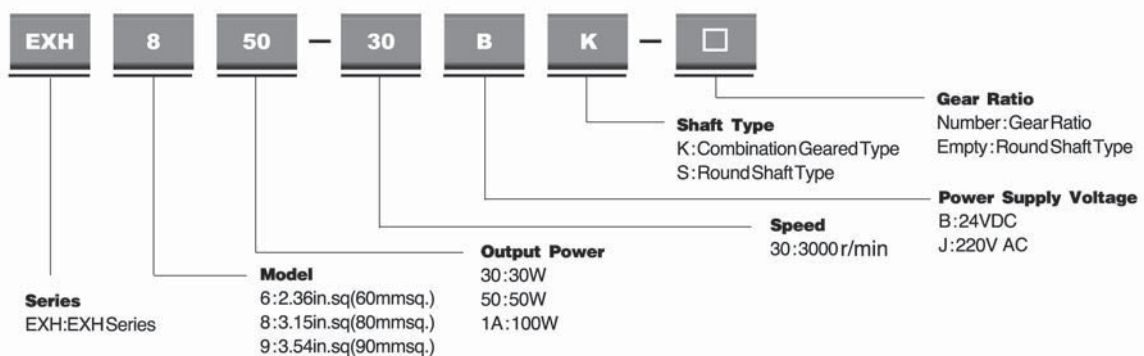 EXH 8 50 - 30 B K - □
Gear Ratio
Number:Gear Ratio
Empty:Round Shaft Type
Shaft Type
K:Combination Geared Type
S:Round Shaft Type
Power Supply Voltage
B:24VDC
J:220V AC
Speed
30:3000 r/min
Output Power
30:30W
50:50W
1A:100W
Model
6:2.36in.sq(60mmsq.)
8:3.15in.sq(80mmsq.)
9:3.54in.sq(90mmsq.)
Series
EXH:EXH Series